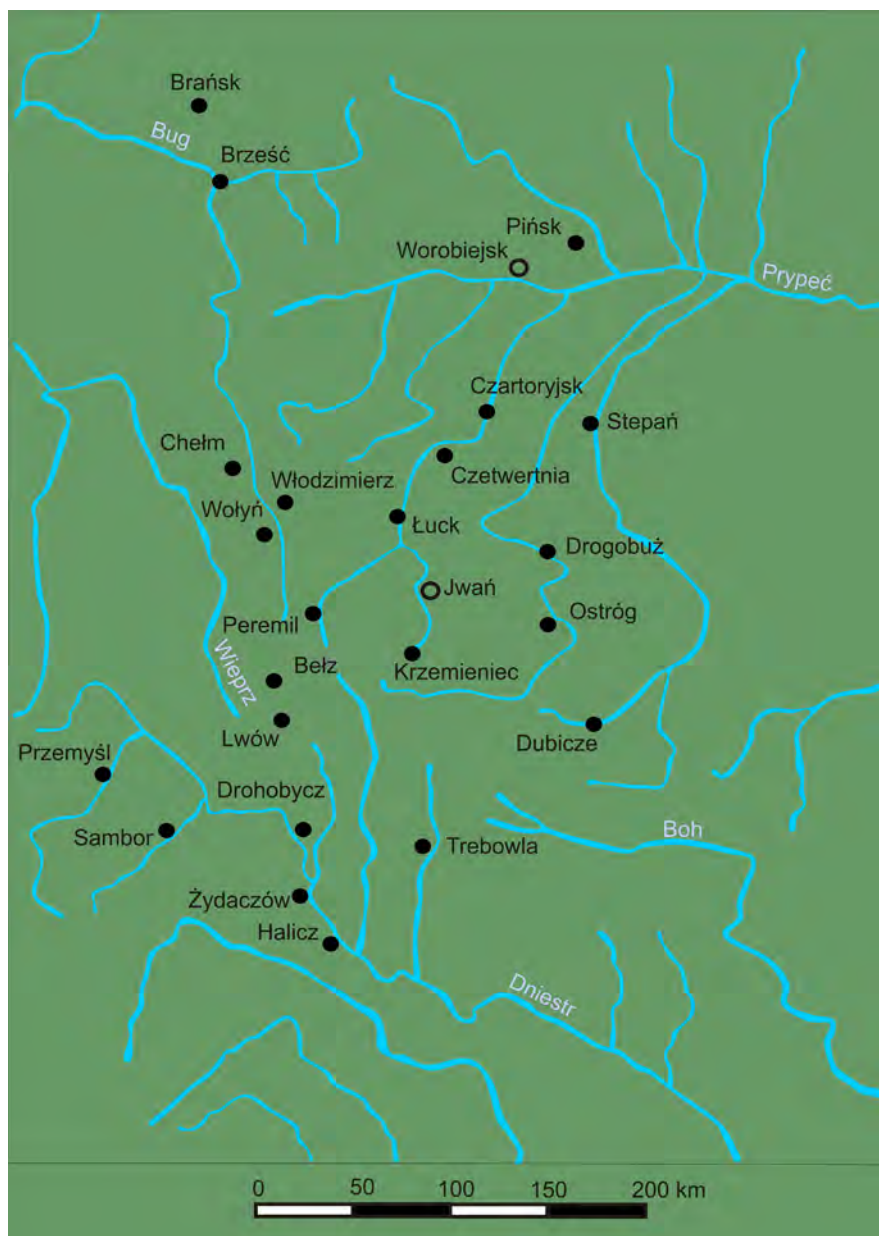 Brańsk
Bug
Brześć
Pińsk
Worobiejsk
Prypeć
Czartoryjsk
Stepań
Chełm
Czetwertnia
Włodzimierz
Wołyń
Łuck
Drogobuż
Jwań
Ostróg
Peremil
Krzemieniec
Bełz
Wieprz
Lwów
Dubicze
Przemyśl
Drohobycz
Sambor
Trebowla
Boh
Żydaczów
Halicz
Dniestr
0 50 100 150 200 km